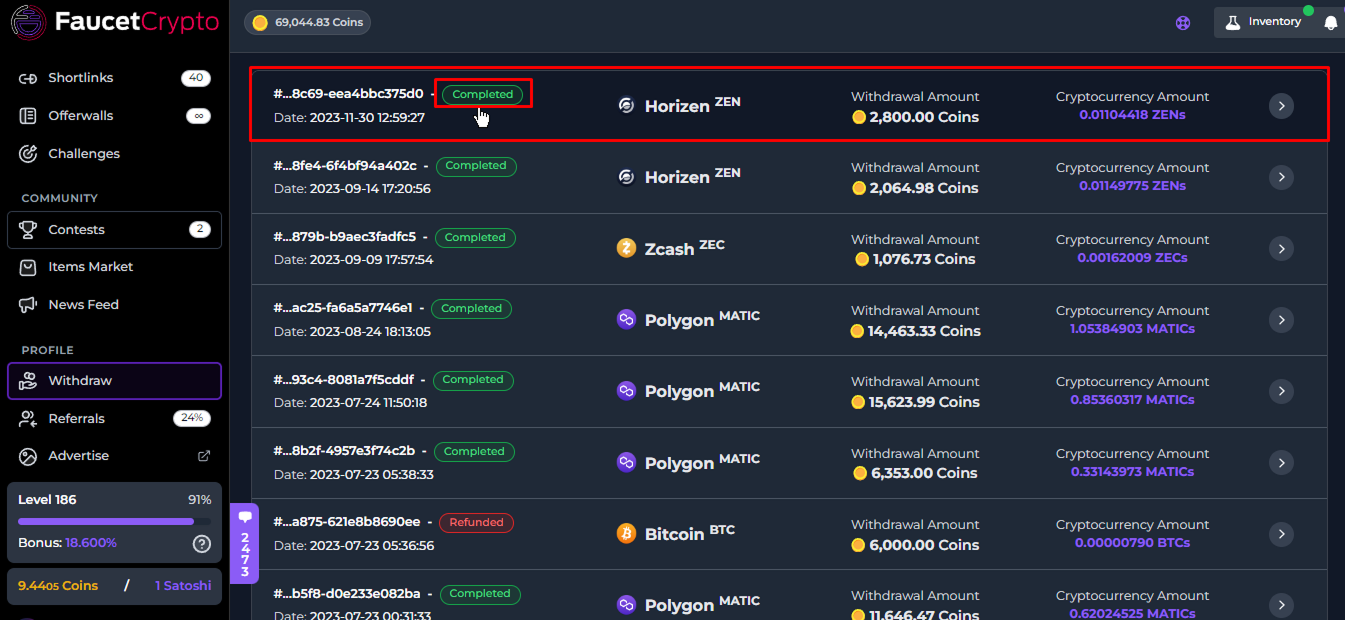 FaucetCrypto
69,044.83 Coins
Inventory
Shortlinks 40
Offerwalls ∞
Challenges
COMMUNITY
Contests 2
Items Market
News Feed
PROFILE
Withdraw
Referrals 24%
Advertise
Level 186 91%
Bonus: 18.600%
9.4405 Coins / 1 Satoshi
2473
#...8c69-eea4bbc375d0 - Completed
Date: 2023-11-30 12:59:27
Horizen ZEN
Withdrawal Amount
2,800.00 Coins
Cryptocurrency Amount
0.01104418 ZENs
#...8fe4-6f4bf94a402c - Completed
Date: 2023-09-14 17:20:56
Horizen ZEN
Withdrawal Amount
2,064.98 Coins
Cryptocurrency Amount
0.01149775 ZENs
#...879b-b9aec3fadfc5 - Completed
Date: 2023-09-09 17:57:54
Zcash ZEC
Withdrawal Amount
1,076.73 Coins
Cryptocurrency Amount
0.00162009 ZECs
#...ac25-fa6a5a7746e1 - Completed
Date: 2023-08-24 18:13:05
Polygon MATIC
Withdrawal Amount
14,463.33 Coins
Cryptocurrency Amount
1.05384903 MATICs
#...93c4-8081a7f5cddf - Completed
Date: 2023-07-24 11:50:18
Polygon MATIC
Withdrawal Amount
15,623.99 Coins
Cryptocurrency Amount
0.85360317 MATICs
#...8b2f-4957e3f74c2b - Completed
Date: 2023-07-23 05:38:33
Polygon MATIC
Withdrawal Amount
6,353.00 Coins
Cryptocurrency Amount
0.33143973 MATICs
#...a875-621e8b8690ee - Refunded
Date: 2023-07-23 05:36:56
Bitcoin BTC
Withdrawal Amount
6,000.00 Coins
Cryptocurrency Amount
0.00000790 BTCs
#...b5f8-d0e233e082ba - Completed
Date: 2023-07-23 00:31:33
Polygon MATIC
Withdrawal Amount
11,646.47 Coins
Cryptocurrency Amount
0.62024525 MATICs